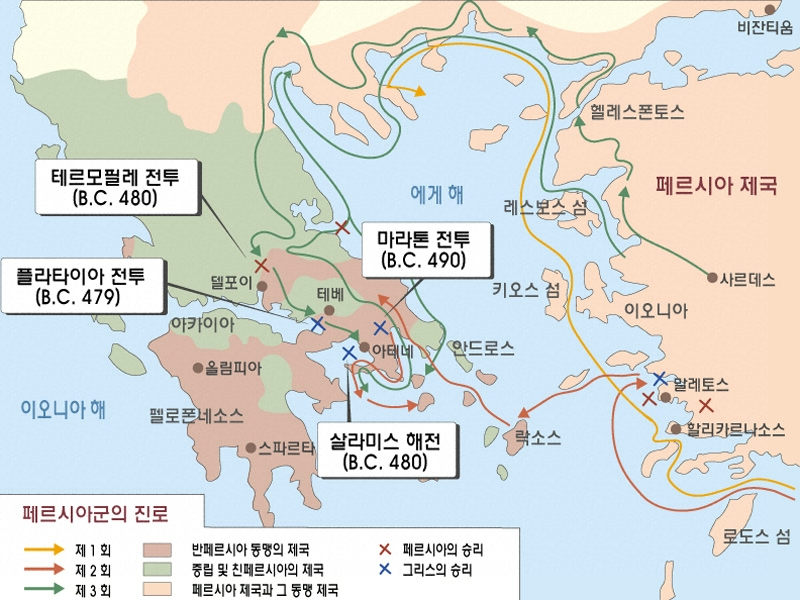 비잔티움
헬레스폰토스
테르모필레 전투
(B.C. 480)
에게 해
페르시아 제국
레스보스 섬
마라톤 전투
(B.C. 490)
플라타이아 전투
(B.C. 479)
델포이
사르데스
테베
키오스 섬
이오니아
아카이아
아테네
안드로스
올림피아
말레토스
이오니아 해
펠로폰네소스
할리카르나소스
낙소스
스파르타
살라미스 해전
(B.C. 480)
로도스 섬
페르시아군의 진로
제 1 회
반페르시아 동맹의 제국
페르시아의 승리
제 2 회
중립 및 친페르시아의 제국
그리스의 승리
제 3 회
페르시아 제국과 그 동맹 제국